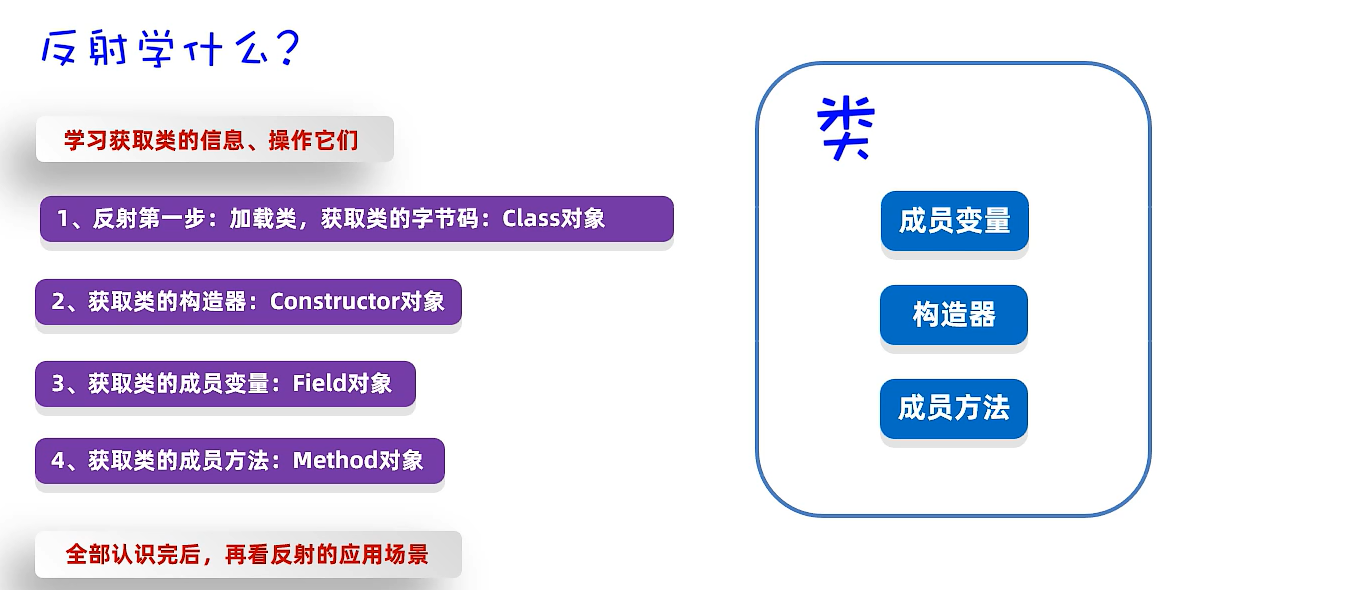 反射学什么？
学习获取类的信息、操作它们
1、反射第一步：加载类，获取类的字节码：Class对象
2、获取类的构造器：Constructor对象
3、获取类的成员变量：Field对象
4、获取类的成员方法：Method对象
全部认识完后，再看反射的应用场景
类
成员变量
构造器
成员方法